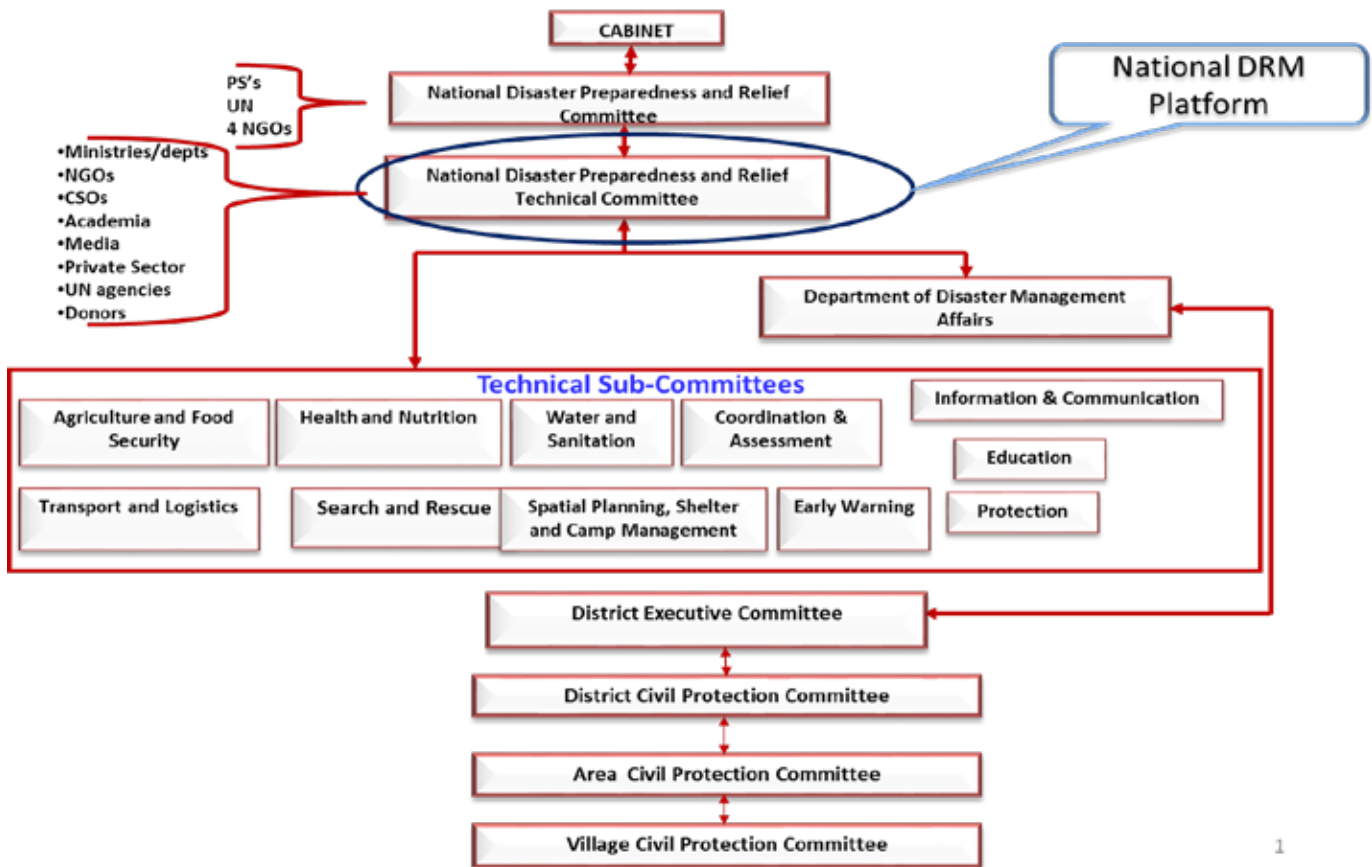 CABINET
National DRM
Platform
PS's
UN
4 NGOs
National Disaster Preparedness and Relief
Committee
•Ministries/depts
•NGOs
•CSOs
•Academia
•Media
•Private Sector
•UN agencies
•Donors
National Disaster Preparedness and Relief
Technical Committee
Department of Disaster Management
Affairs
Technical Sub-Committees
Agriculture and Food
Security
Health and Nutrition
Water and
Sanitation
Coordination &
Assessment
Information & Communication
Education
Transport and Logistics
Search and Rescue
Spatial Planning, Shelter
and Camp Management
Early Warning
Protection
District Executive Committee
District Civil Protection Committee
Area Civil Protection Committee
Village Civil Protection Committee
1